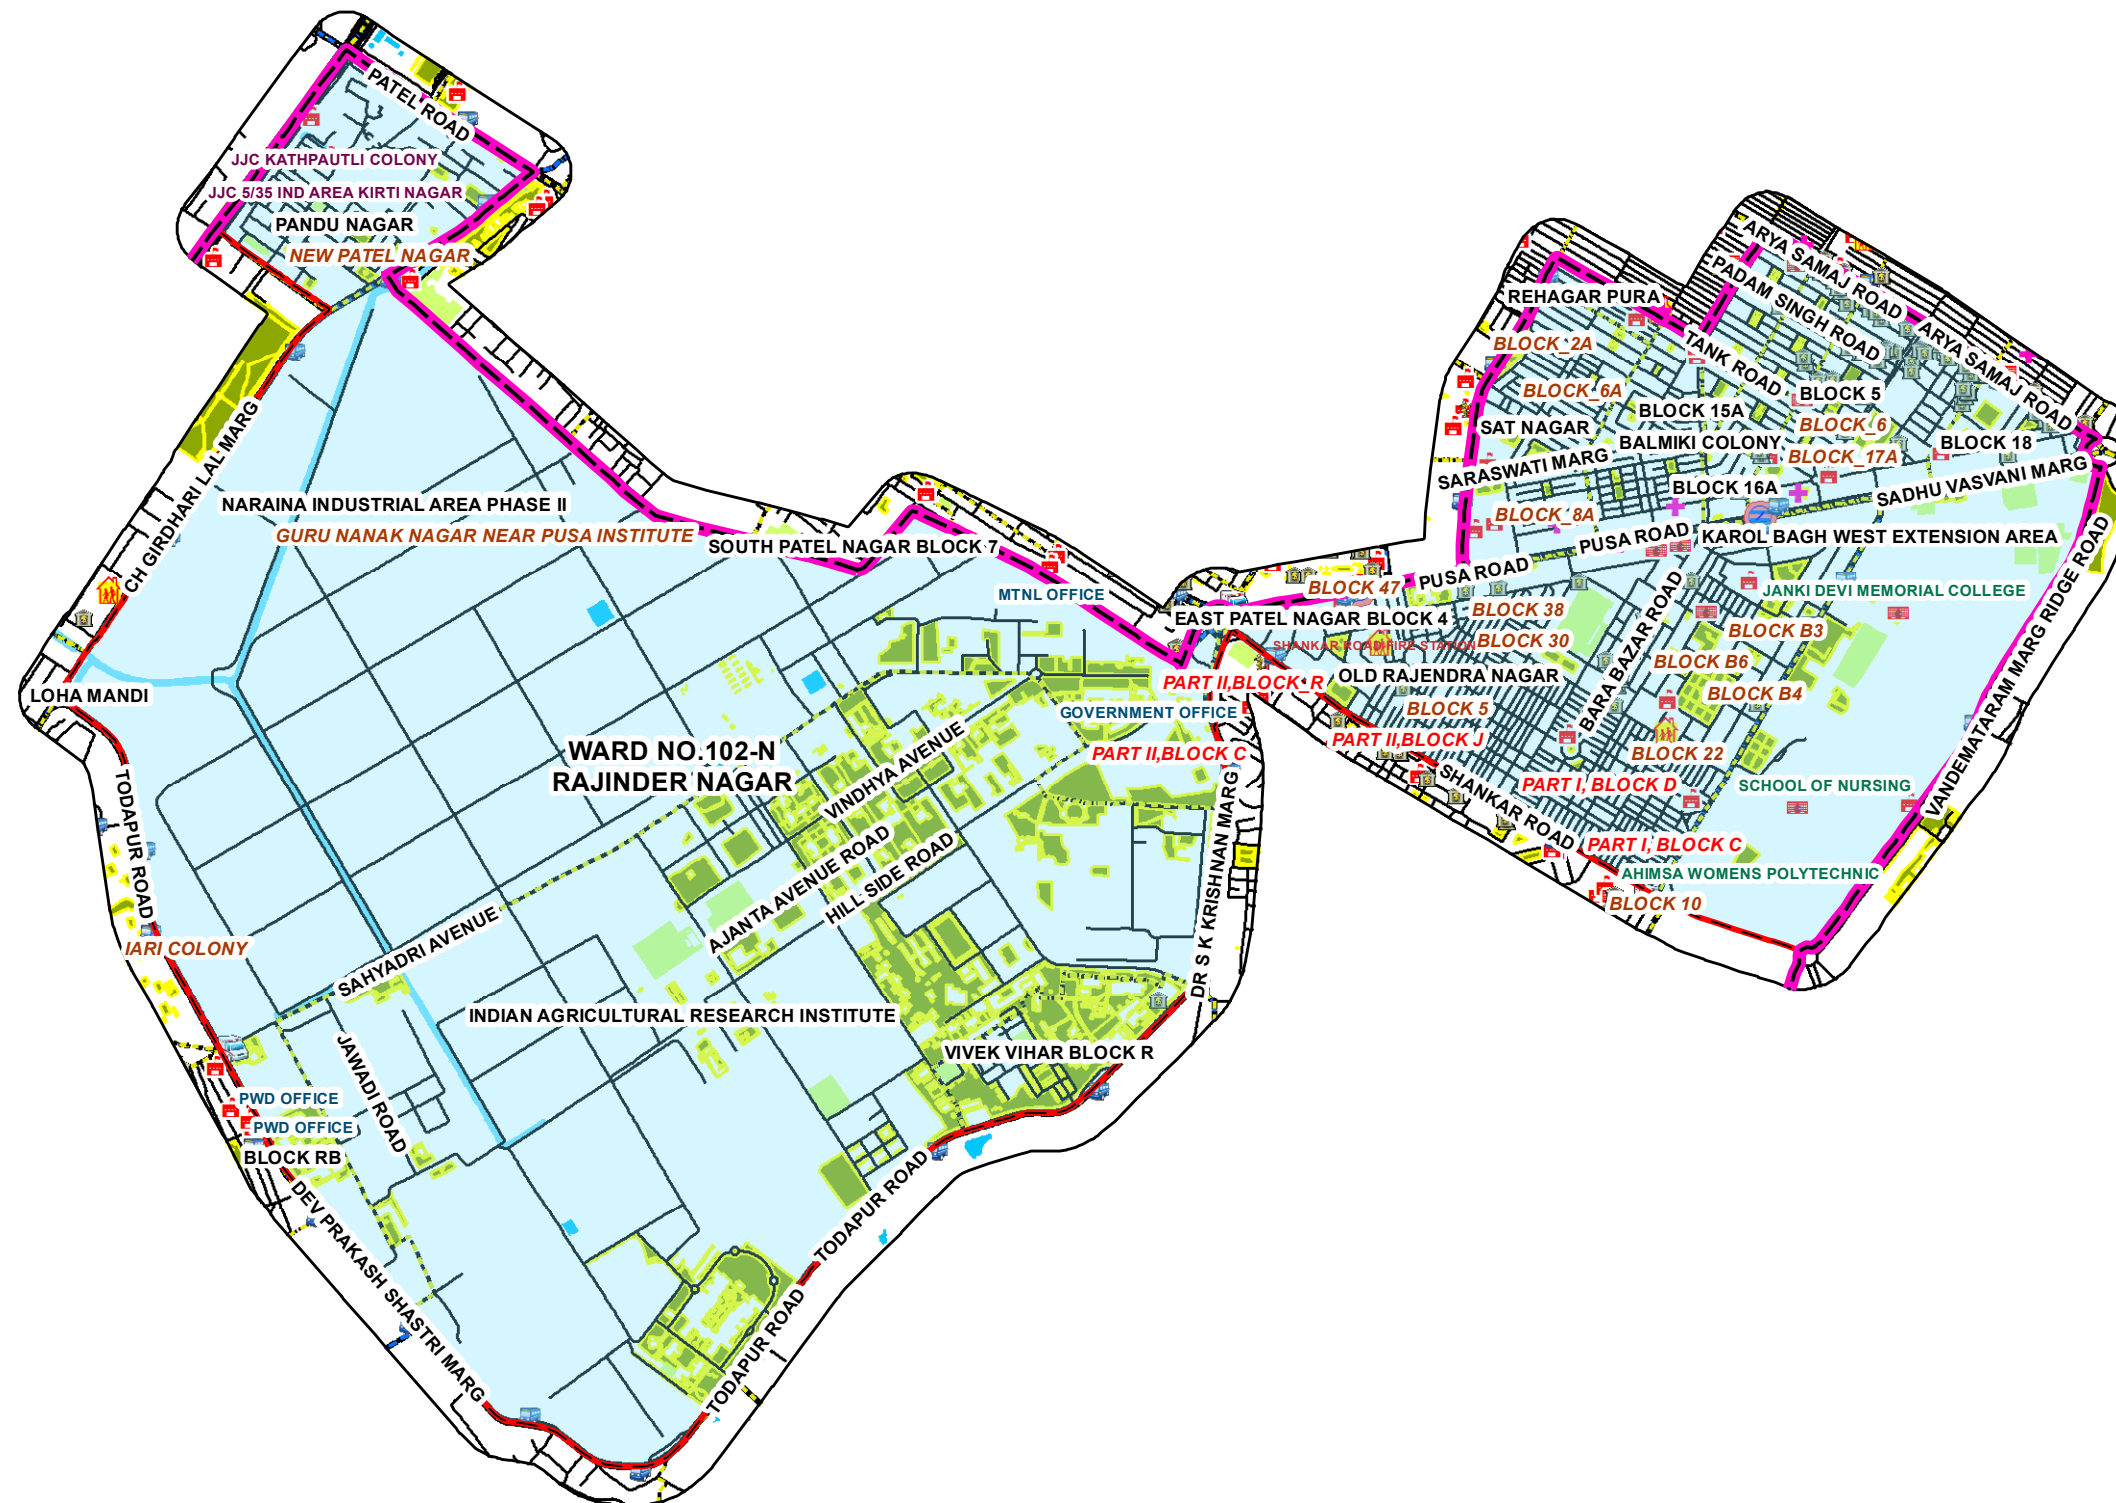 PATEL ROAD
JJC KATHPAUTLI COLONY
JJC 5/35 IND AREA KIRTI NAGAR
PANDU NAGAR
NEW PATEL NAGAR
CH GIRDHARI LAL MARG
NARAINA INDUSTRIAL AREA PHASE II
GURU NANAK NAGAR NEAR PUSA INSTITUTE
SOUTH PATEL NAGAR BLOCK 7
MTNL OFFICE
LOHA MANDI
WARD NO.102-N
RAJINDER NAGAR
VINDHYA AVENUE
AJANTA AVENUE ROAD
HILL SIDE ROAD
TODAPUR ROAD
IARI COLONY
SAHYADRI AVENUE
INDIAN AGRICULTURAL RESEARCH INSTITUTE
JAWADI ROAD
VIVEK VIHAR BLOCK R
PWD OFFICE
PWD OFFICE
BLOCK RB
DEV PRAKASH SHASTRI MARG
TODAPUR ROAD
TODAPUR ROAD
DR S K KRISHNAN MARG
GOVERNMENT OFFICE
PART II,BLOCK C
PART II,BLOCK_R
EAST PATEL NAGAR BLOCK 4
SHANKAR ROAD FIRE STATION
BLOCK 47
ARYA SAMAJ ROAD
PADAM SINGH ROAD
ARYA SAMAJ ROAD
REHAGAR PURA
TANK ROAD
BLOCK_2A
BLOCK_6A
BLOCK 5
BLOCK 15A
BLOCK_6
SAT NAGAR
BALMIKI COLONY
BLOCK 18
BLOCK_17A
SARASWATI MARG
BLOCK 16A
SADHU VASVANI MARG
BLOCK_8A
PUSA ROAD
KAROL BAGH WEST EXTENSION AREA
PUSA ROAD
JANKI DEVI MEMORIAL COLLEGE
BLOCK 38
BLOCK 30
BLOCK B3
BARA BAZAR ROAD
BLOCK B6
BLOCK B4
OLD RAJENDRA NAGAR
BLOCK 5
PART II,BLOCK J
BLOCK 22
VANDEMATARAM MARG RIDGE ROAD
SHANKAR ROAD
PART I, BLOCK D
SCHOOL OF NURSING
PART I, BLOCK C
AHIMSA WOMENS POLYTECHNIC
BLOCK 10